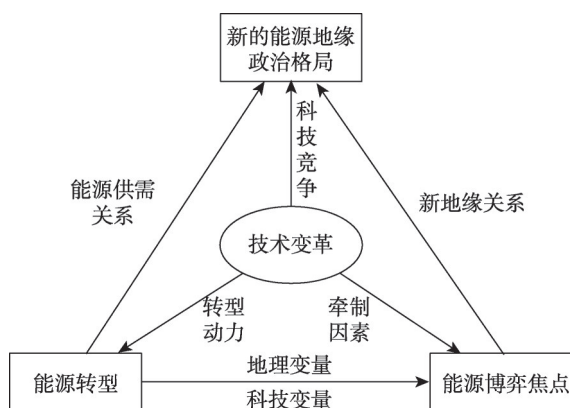 新的能源地缘
政治格局
科
技
竞
争
能源供需
关系
新地缘关系
技术变革
转型
动力
牵制
因素
能源转型
地理变量
科技变量
能源博弈焦点